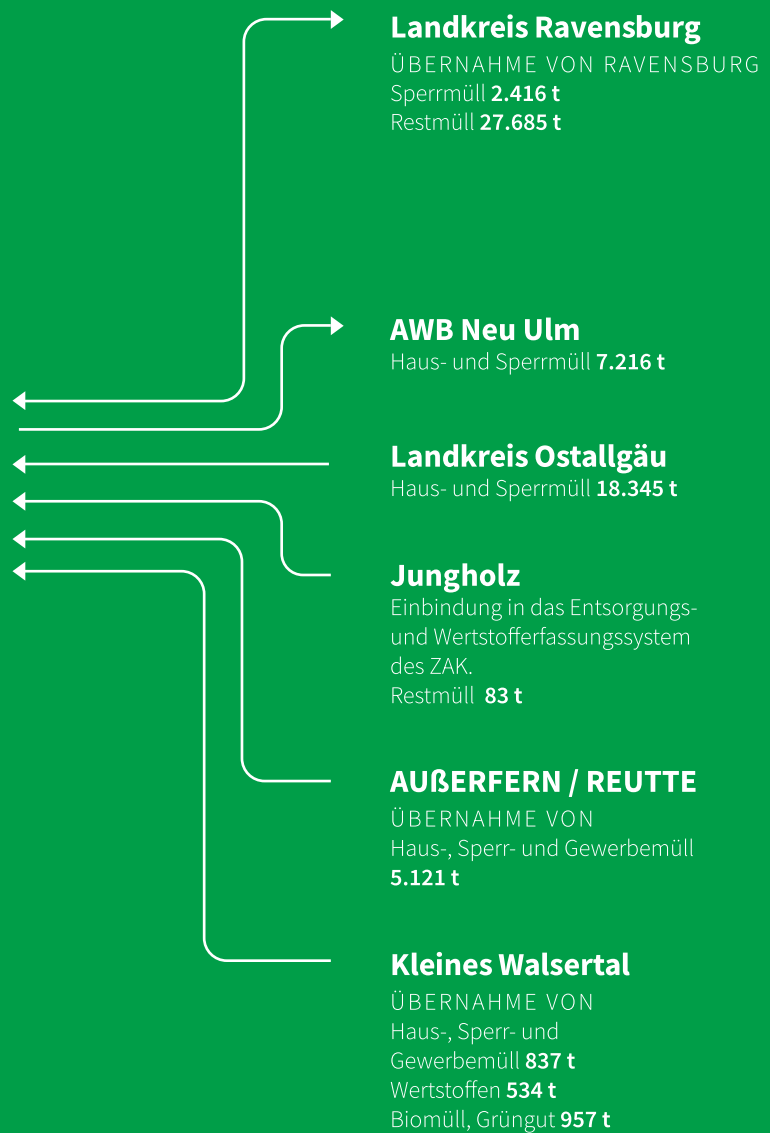 Landkreis Ravensburg
ÜBERNAHME VON RAVENSBURG
Sperrmüll 2.416 t
Restmüll 27.685 t
AWB Neu Ulm
Haus- und Sperrmüll 7.216 t
Landkreis Ostallgäu
Haus- und Sperrmüll 18.345 t
Jungholz
Einbindung in das Entsorgungs-
und Wertstofferfassungssystem
des ZAK.
Restmüll 83 t
AUßERFERN / REUTTE
ÜBERNAHME VON
Haus-, Sperr- und Gewerbemüll
5.121 t
Kleines Walsertal
ÜBERNAHME VON
Haus-, Sperr- und
Gewerbemüll 837 t
Wertstoffen 534 t
Biomüll, Grüngut 957 t